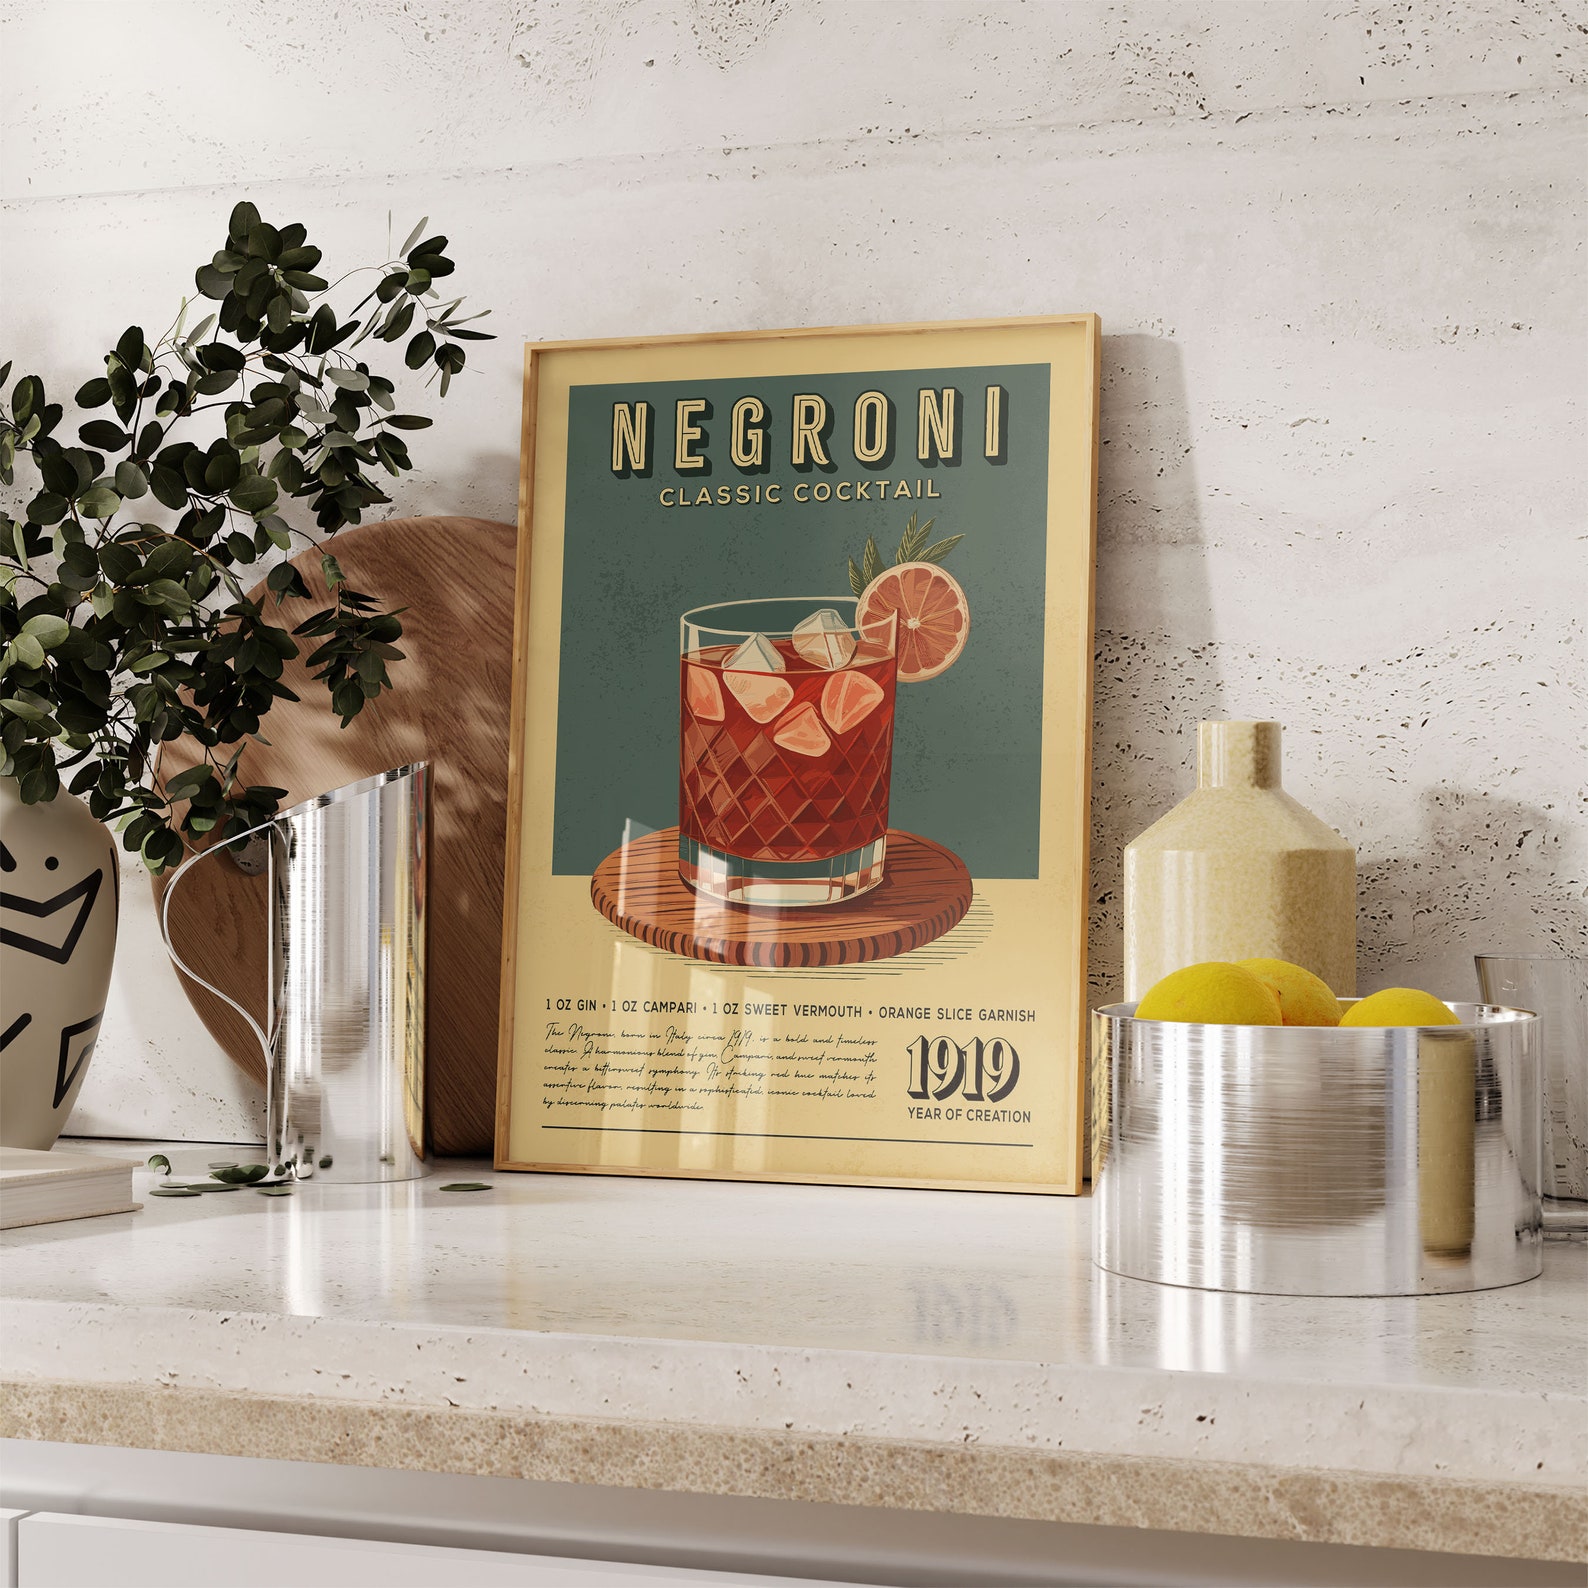 NEGRONI
CLASSIC COCKTAIL
1 OZ GIN • 1 OZ CAMPARI • 1 OZ SWEET VERMOUTH • ORANGE SLICE GARNISH
The Negroni, born in Italy circa 1919, is a bold and timeless
classic. A harmonious blend of gin, Campari, and sweet vermouth
creates a bittersweet symphony. Its striking red hue matches its
assertive flavor, resulting in a sophisticated, iconic cocktail loved
by discerning palates worldwide.
1919
YEAR OF CREATION